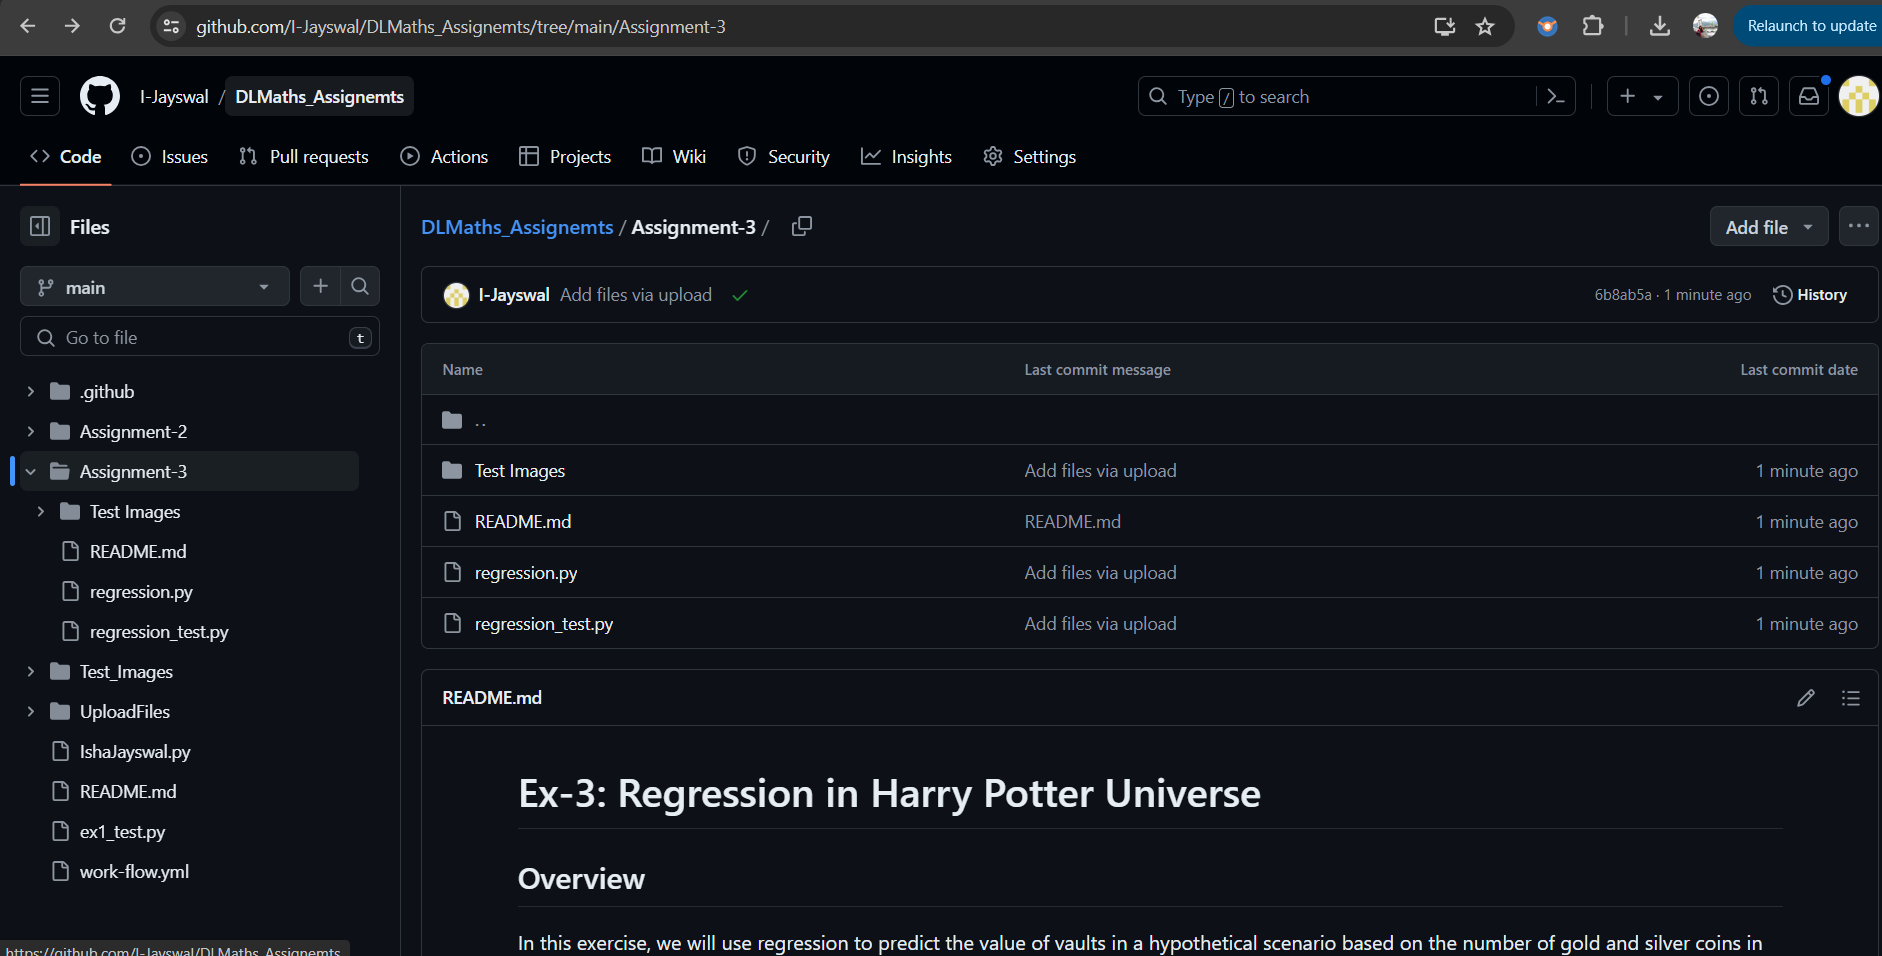 github.com/I-Jayswal/DLMaths_Assignemts/tree/main/Assignment-3
Relaunch to update
I-Jayswal / DLMaths_Assignemts
Type / to search
Code Issues Pull requests Actions Projects Wiki Security Insights Settings
Files
main
Go to file t
.github
Assignment-2
Assignment-3
Test Images
README.md
regression.py
regression_test.py
Test_Images
UploadFiles
IshaJayswal.py
README.md
ex1_test.py
work-flow.yml
DLMaths_Assignemts / Assignment-3 /
Add file
I-Jayswal Add files via upload
6b8ab5a · 1 minute ago History
Name Last commit message Last commit date
..
Test Images Add files via upload 1 minute ago
README.md README.md 1 minute ago
regression.py Add files via upload 1 minute ago
regression_test.py Add files via upload 1 minute ago
README.md
Ex-3: Regression in Harry Potter Universe
Overview
In this exercise, we will use regression to predict the value of vaults in a hypothetical scenario based on the number of gold and silver coins in
https://github.com/I-Jayswal/DLMaths_Assignemts